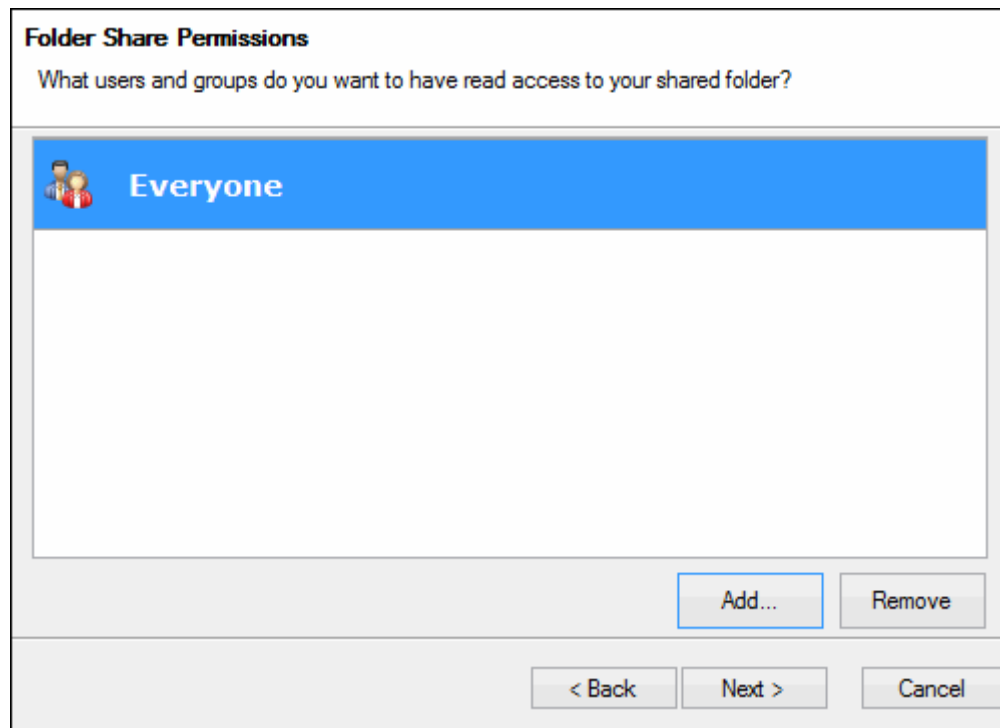 Folder Share Permissions
What users and groups do you want to have read access to your shared folder?
Everyone
Add... Remove
< Back Next > Cancel